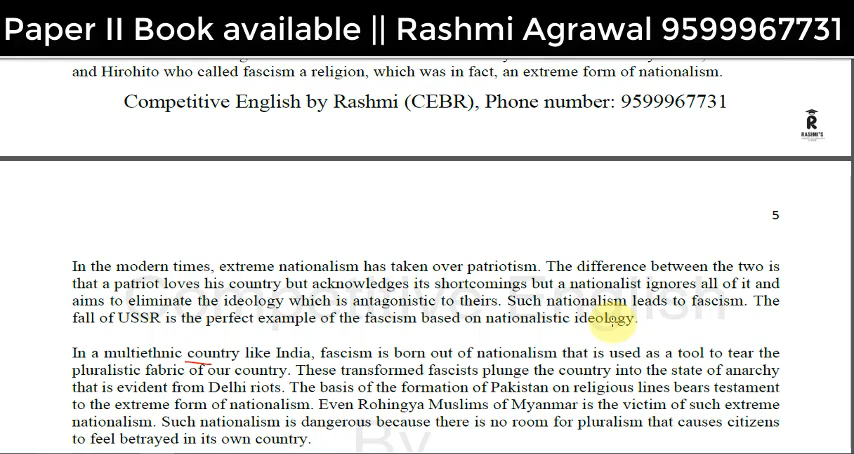 Paper II Book available || Rashmi Agrawal 9599967731
and Hirohito who called fascism a religion, which was in fact, an extreme form of nationalism.
Competitive English by Rashmi (CEBR), Phone number: 9599967731
R
RASHMI'S
5
In the modern times, extreme nationalism has taken over patriotism. The difference between the two is
that a patriot loves his country but acknowledges its shortcomings but a nationalist ignores all of it and
aims to eliminate the ideology which is antagonistic to theirs. Such nationalism leads to fascism. The
fall of USSR is the perfect example of the fascism based on nationalistic ideology.
Competitive English
In a multiethnic country like India, fascism is born out of nationalism that is used as a tool to tear the
pluralistic fabric of our country. These transformed fascists plunge the country into the state of anarchy
that is evident from Delhi riots. The basis of the formation of Pakistan on religious lines bears testament
to the extreme form of nationalism. Even Rohingya Muslims of Myanmar is the victim of such extreme
nationalism. Such nationalism is dangerous because there is no room for pluralism that causes citizens
to feel betrayed in its own country.
By